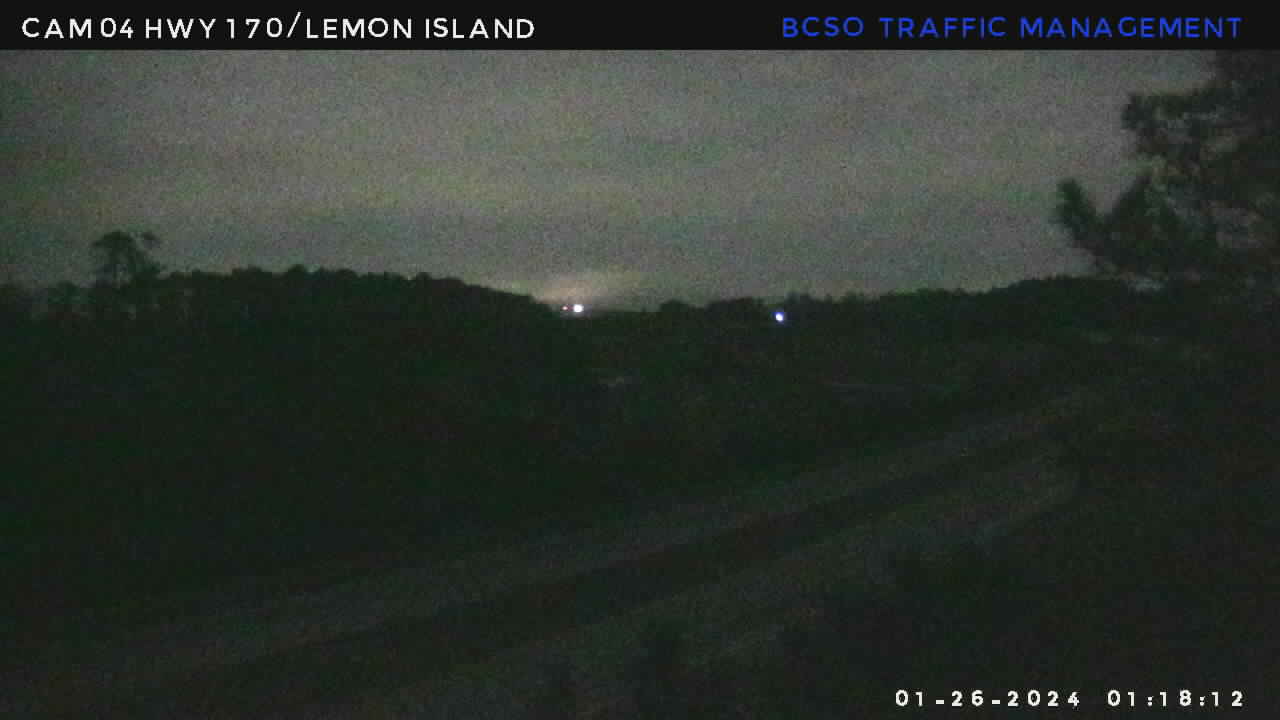 CAM04 HWY 170/LEMON ISLAND
BCSO TRAFFIC MANAGEMENT
01-26-2024 01:18:12